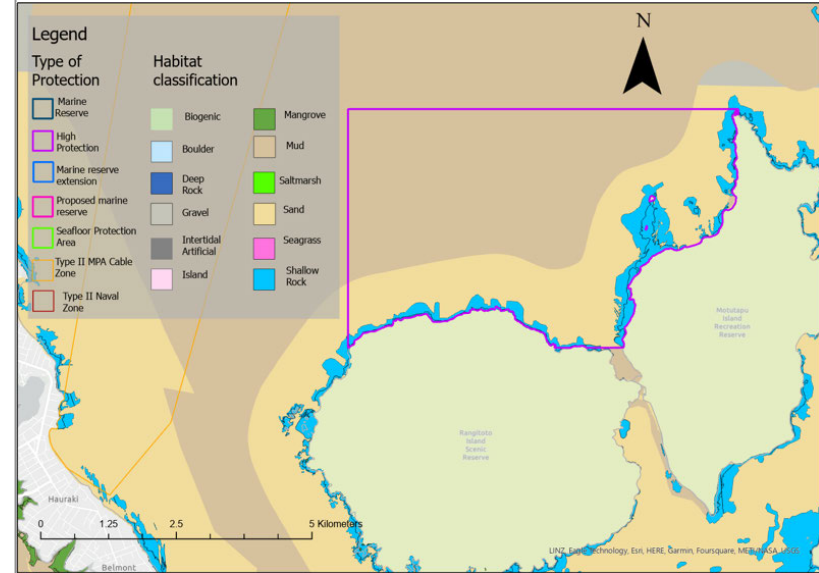 Legend
Type of
Protection
Marine
Reserve
High
Protection
Marine reserve
extension
Proposed marine
reserve
Seafloor Protection
Area
Type II MPA Cable
Zone
Type II Naval
Zone
Habitat
classification
Biogenic
Boulder
Deep
Rock
Gravel
Intertidal
Artificial
Island
Mangrove
Mud
Saltmarsh
Sand
Seagrass
Shallow
Rock
N
Motutapu
Island
Recreation
Reserve
Rangitoto
Island
Scenic
Reserve
Hauraki
0 1.25 2.5 5 Kilometers
Belmont
LINZ, Eagle Technology, Esri, HERE, Garmin, Foursquare, METI/NASA, USGS